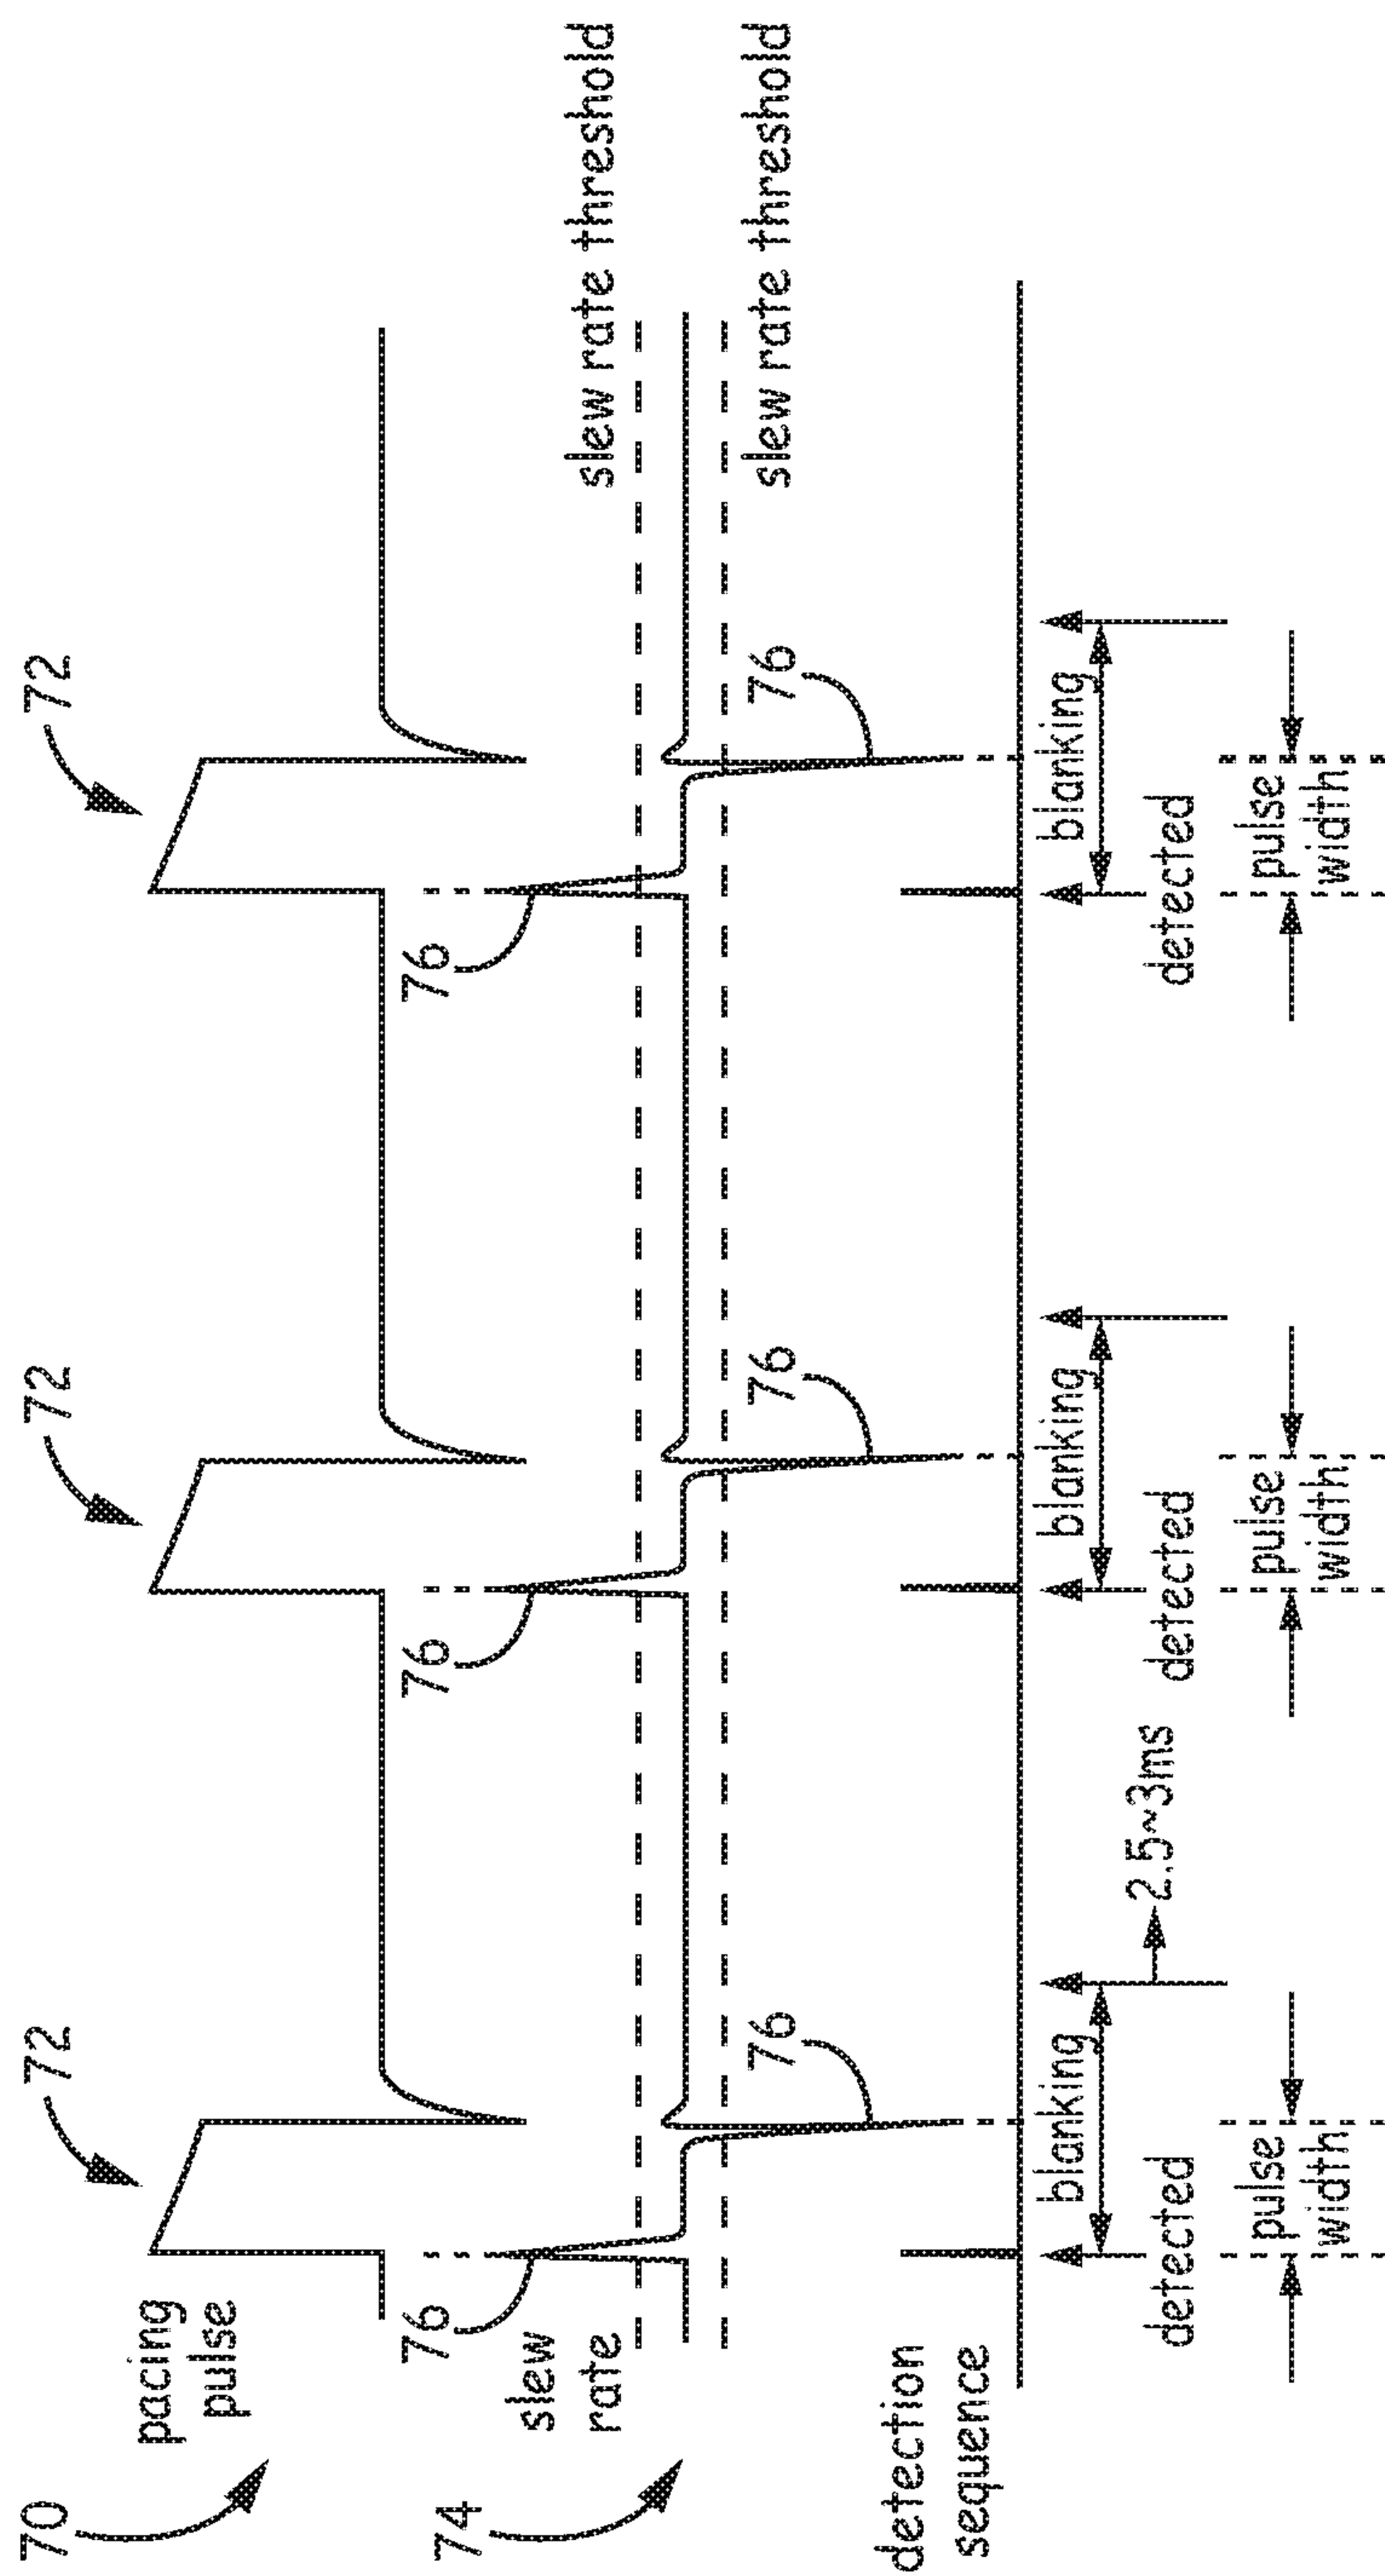 70
pacing
pulse
72
72
72
74
slew
rate
76
76
76
slew rate threshold
76
76
76
slew rate threshold
detection
sequence
blanking
blanking
blanking
detected
2.5~3ms
detected
detected
pulse
width
pulse
width
pulse
width